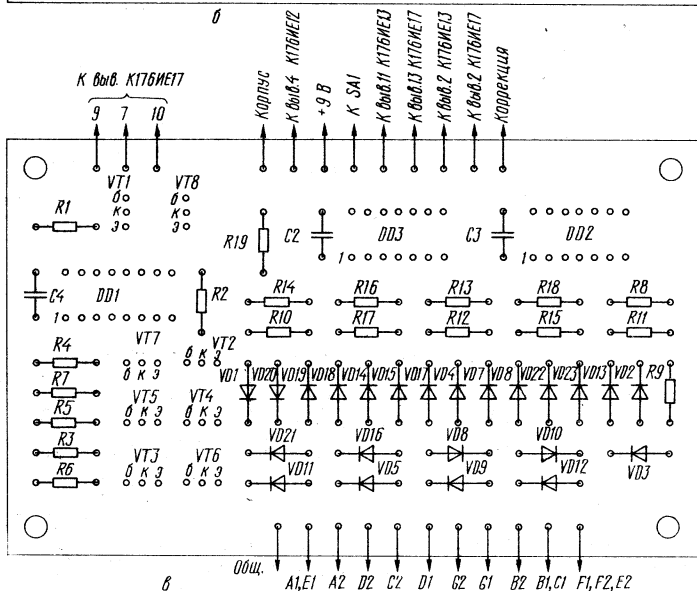 б
К выв. К176ИЕ17
9 7 10
Корпус
К выв.4 К176ИЕ12
+9 В
К SA1
К выв.11 К176ИЕ13
К выв.13 К176ИЕ17
К выв.2 К176ИЕ13
К выв.2 К176ИЕ17
Коррекция
VT1 VT8
б б
к к
э э
R1
R19
C2
DD3
1
C3
DD2
1
C4
DD1
1
R2
R14 R16 R13 R18 R8
R10 R17 R12 R15 R11
R4
VT7
б к э
VT2
б к э
R7
VD1 VD20 VD19 VD18 VD14 VD15 VD17 VD4 VD7 VD8 VD22 VD23 VD13 VD2 R9
R5
VT5
б к э
VT4
б к э
R3
VD21 VD16 VD8 VD10
R6
VT3
б к э
VT6
б к э
VD11 VD5 VD9 VD12 VD3
в
Общ. A1,E1 A2 D2 C2 D1 G2 G1 B2 B1,C1 F1,F2,E2